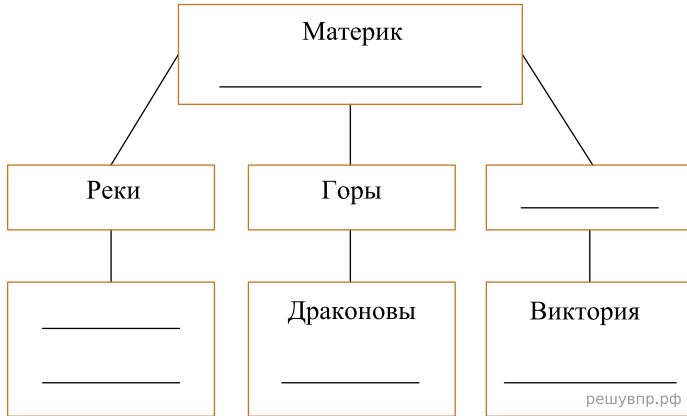 Материк
Реки
Горы
Драконовы
Виктория
решувпр.рф